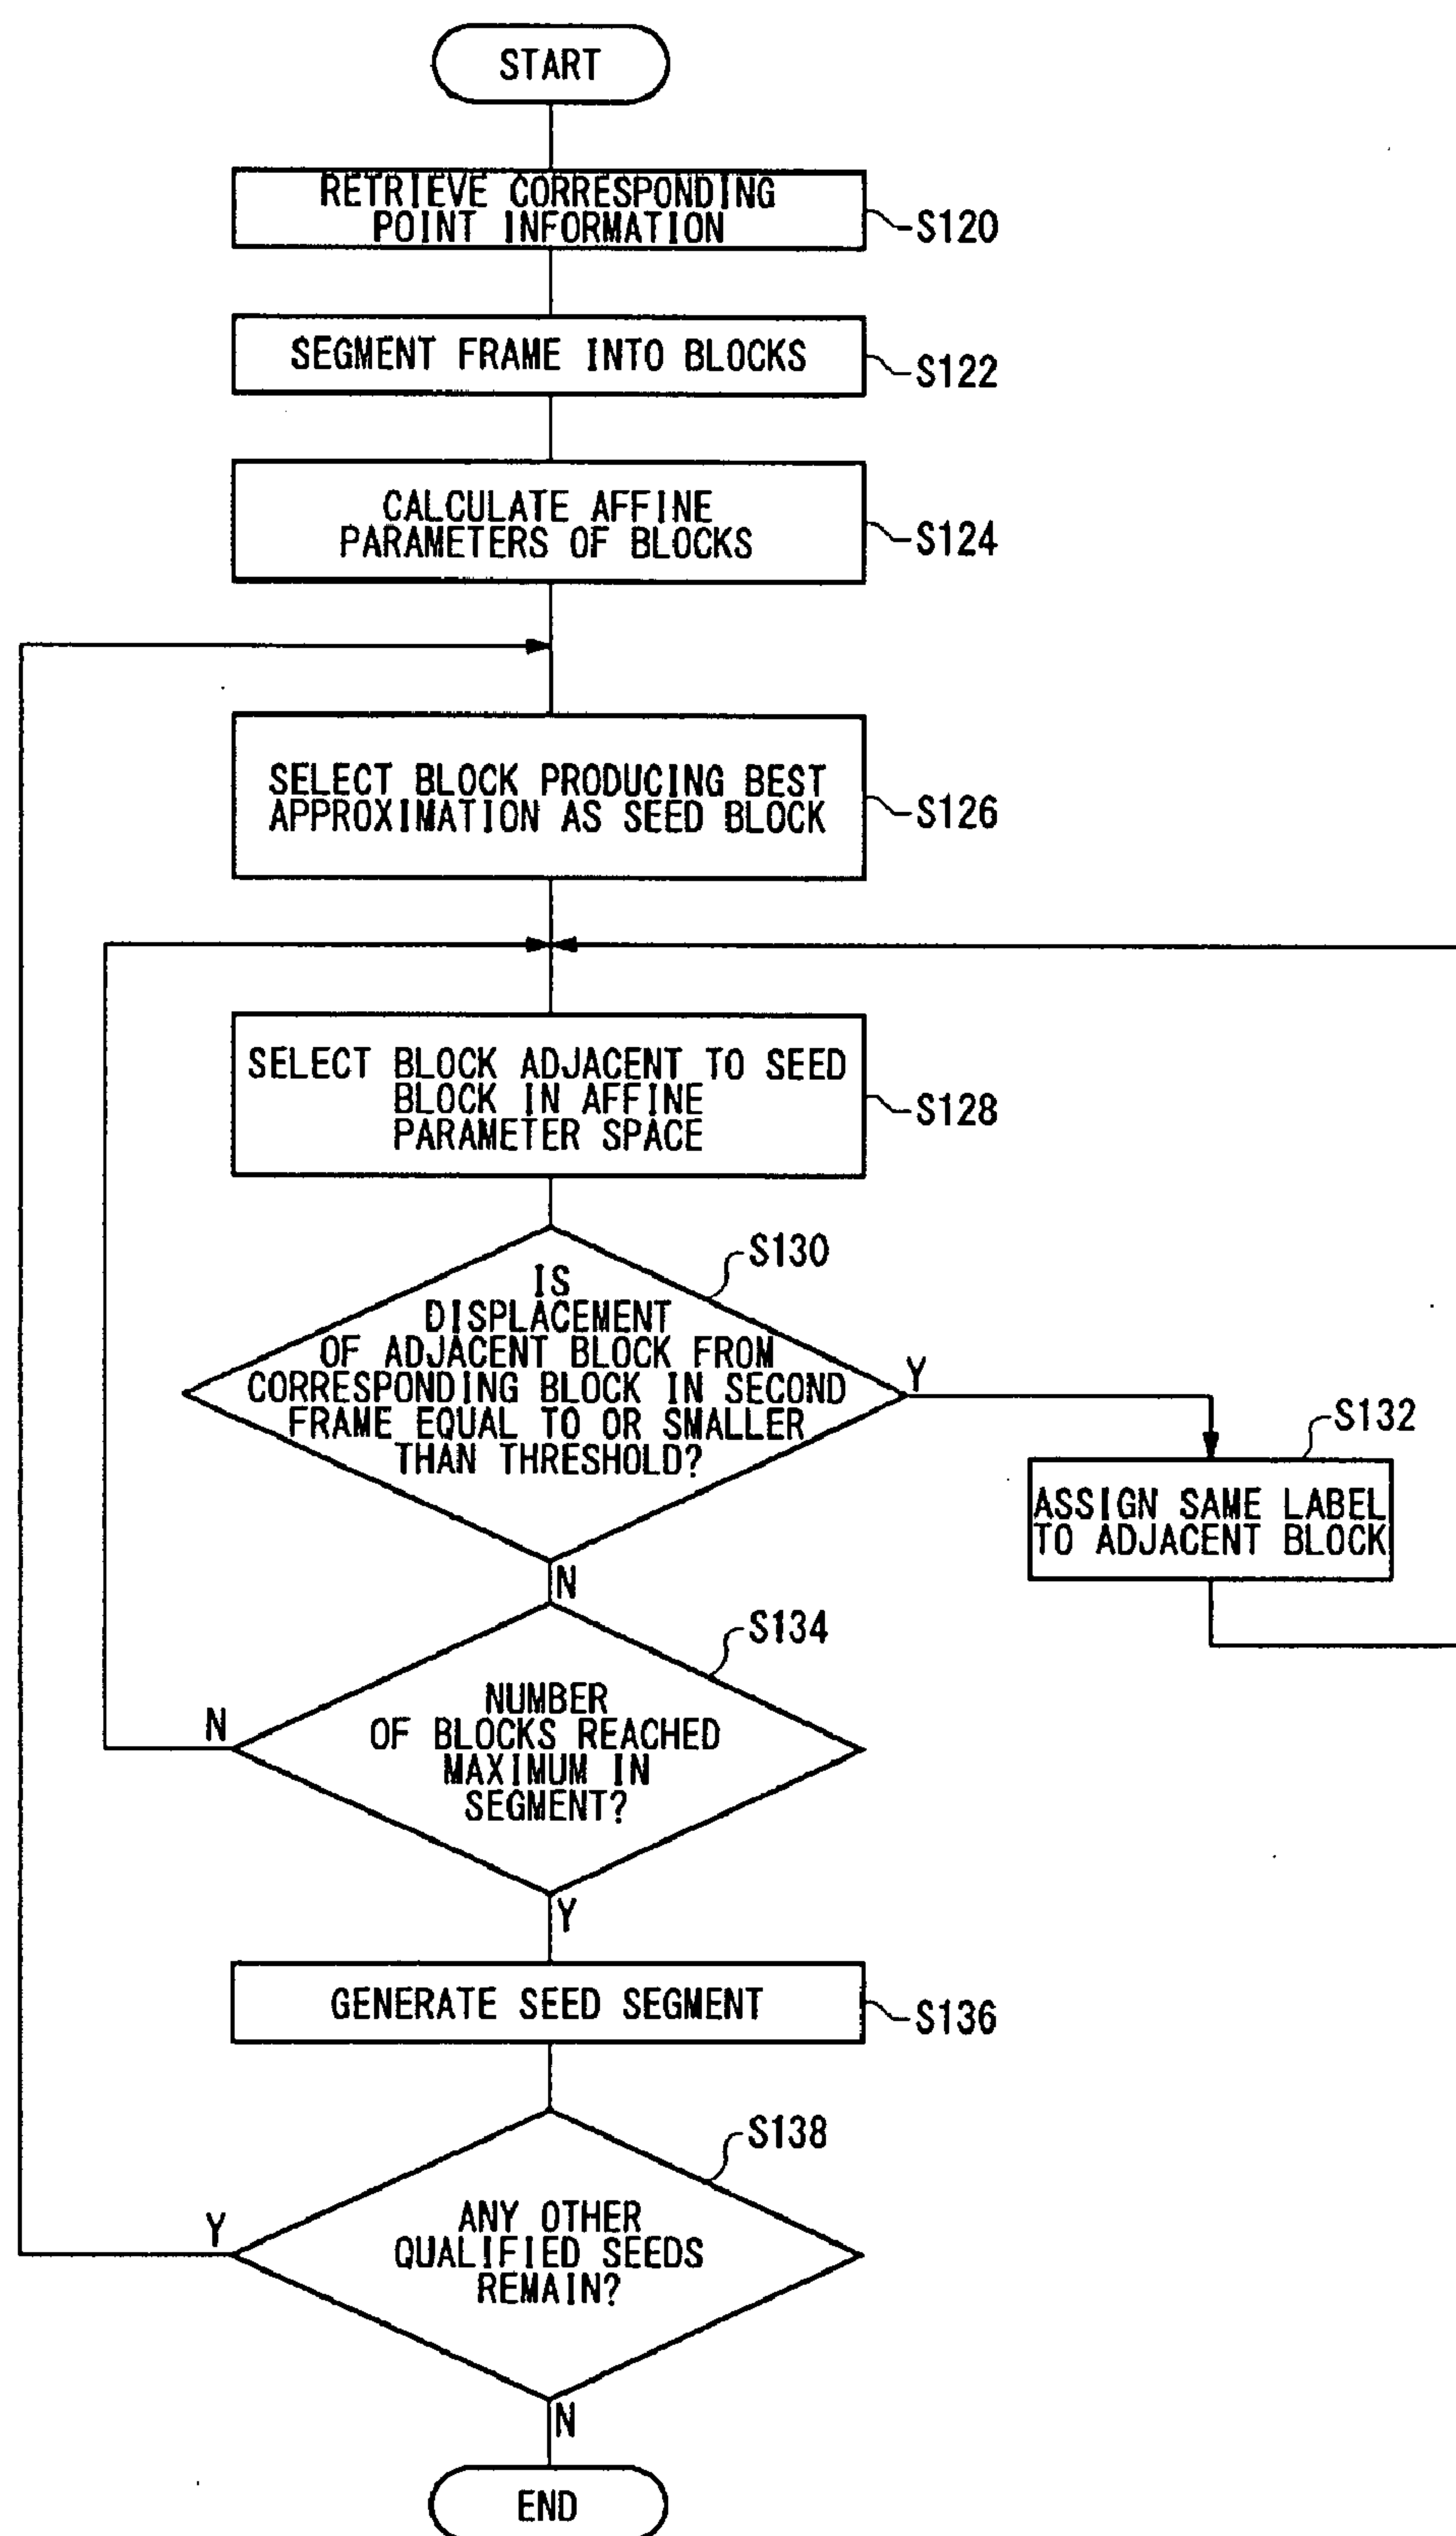 START
RETRIEVE CORRESPONDING
POINT INFORMATION
S120
SEGMENT FRAME INTO BLOCKS
S122
CALCULATE AFFINE
PARAMETERS OF BLOCKS
S124
SELECT BLOCK PRODUCING BEST
APPROXIMATION AS SEED BLOCK
S126
SELECT BLOCK ADJACENT TO SEED
BLOCK IN AFFINE
PARAMETER SPACE
S128
S130
IS
DISPLACEMENT
OF ADJACENT BLOCK FROM
CORRESPONDING BLOCK IN SECOND
FRAME EQUAL TO OR SMALLER
THAN THRESHOLD?
Y
S132
ASSIGN SAME LABEL
TO ADJACENT BLOCK
N
S134
NUMBER
OF BLOCKS REACHED
MAXIMUM IN
SEGMENT?
N
Y
GENERATE SEED SEGMENT
S136
S138
ANY OTHER
QUALIFIED SEEDS
REMAIN?
Y
N
END